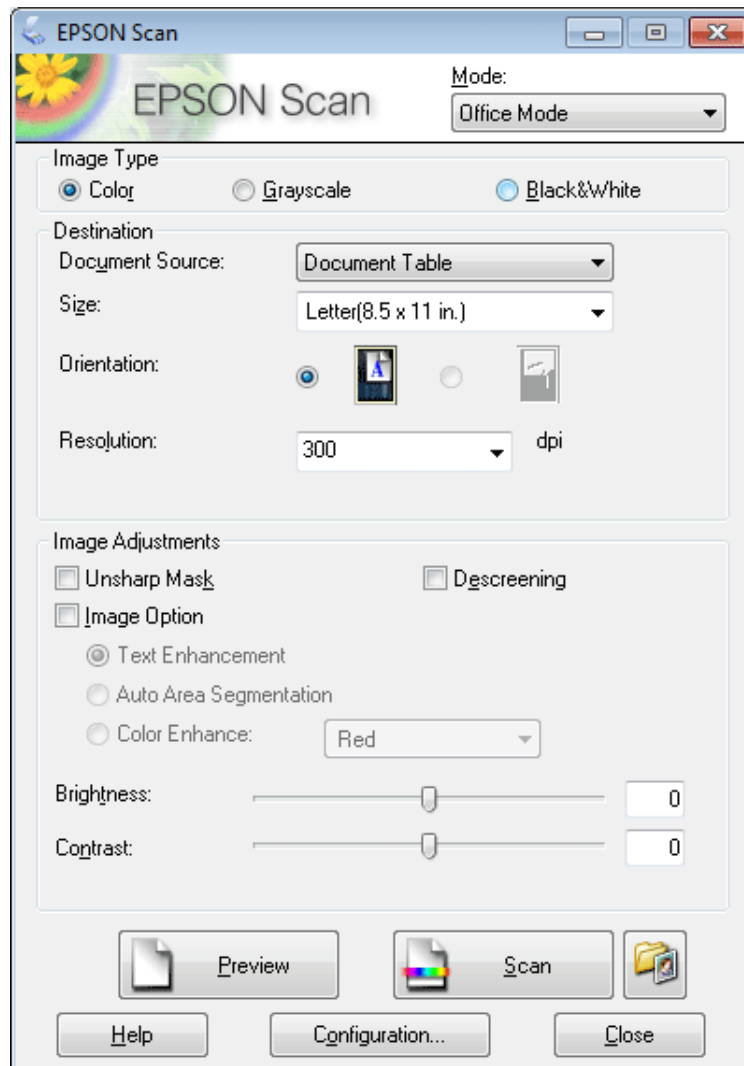 EPSON Scan
EPSON Scan
Mode:
Office Mode
Image Type
Color Grayscale Black&White
Destination
Document Source: Document Table
Size: Letter(8.5 x 11 in.)
Orientation: A
Resolution: 300 dpi
Image Adjustments
Unsharp Mask Descreening
Image Option
Text Enhancement
Auto Area Segmentation
Color Enhance: Red
Brightness: 0
Contrast: 0
Preview Scan
Help Configuration... Close